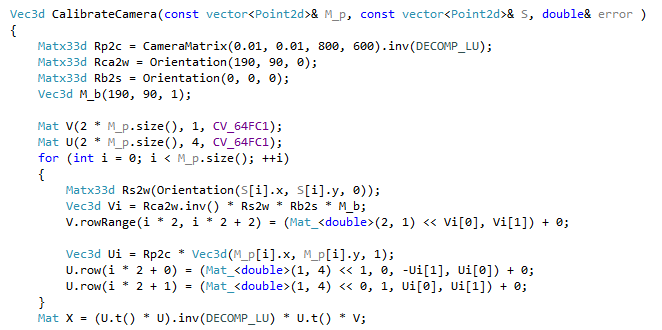 Vec3d CalibrateCamera(const vector<Point2d>& M_p, const vector<Point2d>& S, double& error )
{
    Matx33d Rp2c = CameraMatrix(0.01, 0.01, 800, 600).inv(DECOMP_LU);
    Matx33d Rca2w = Orientation(190, 90, 0);
    Matx33d Rb2s = Orientation(0, 0, 0);
    Vec3d M_b(190, 90, 1);

    Mat V(2 * M_p.size(), 1, CV_64FC1);
    Mat U(2 * M_p.size(), 4, CV_64FC1);
    for (int i = 0; i < M_p.size(); ++i)
    {
        Matx33d Rs2w(Orientation(S[i].x, S[i].y, 0));
        Vec3d Vi = Rca2w.inv() * Rs2w * Rb2s * M_b;
        V.rowRange(i * 2, i * 2 + 2) = (Mat_<double>(2, 1) << Vi[0], Vi[1]) + 0;

        Vec3d Ui = Rp2c * Vec3d(M_p[i].x, M_p[i].y, 1);
        U.row(i * 2 + 0) = (Mat_<double>(1, 4) << 1, 0, -Ui[1], Ui[0]) + 0;
        U.row(i * 2 + 1) = (Mat_<double>(1, 4) << 0, 1, Ui[0], Ui[1]) + 0;
    }
    Mat X = (U.t() * U).inv(DECOMP_LU) * U.t() * V;